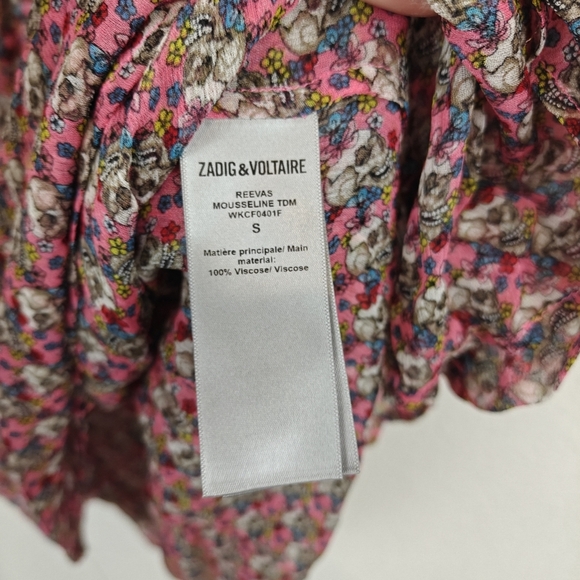 ZADIG & VOLTAIRE
REEVAS
MOUSSELINE TDM
WKCF0401F
S
Matière principale/ Main
material:
100% Viscose/ Viscose